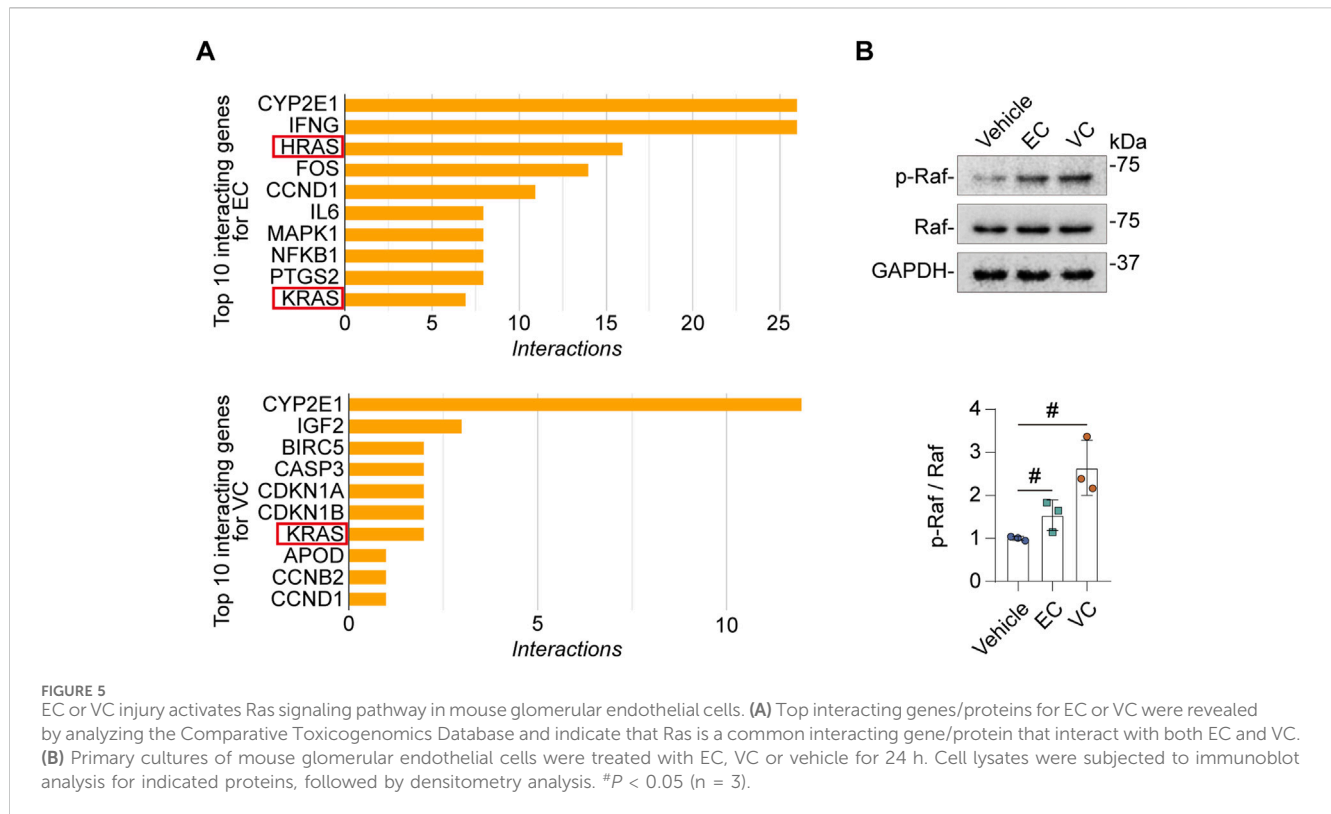 A
Top 10 interacting genes
for EC
CYP2E1
IFNG
HRAS
FOS
CCND1
IL6
MAPK1
NFKB1
PTGS2
KRAS
0 5 10 15 20 25
Interactions
Top 10 interacting genes
for VC
CYP2E1
IGF2
BIRC5
CASP3
CDKN1A
CDKN1B
KRAS
APOD
CCNB2
CCND1
0 5 10
Interactions
B
Vehicle EC VC kDa
p-Raf- -75
Raf- -75
GAPDH- -37
p-Raf / Raf
4
3
2
1
0
# #
Vehicle EC VC
FIGURE 5
EC or VC injury activates Ras signaling pathway in mouse glomerular endothelial cells. (A) Top interacting genes/proteins for EC or VC were revealed
by analyzing the Comparative Toxicogenomics Database and indicate that Ras is a common interacting gene/protein that interact with both EC and VC.
(B) Primary cultures of mouse glomerular endothelial cells were treated with EC, VC or vehicle for 24 h. Cell lysates were subjected to immunoblot
analysis for indicated proteins, followed by densitometry analysis. #P < 0.05 (n = 3).